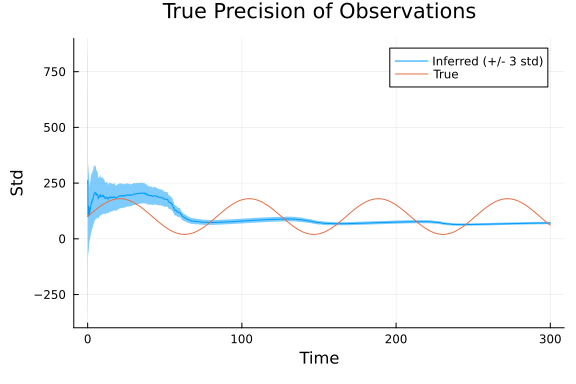 True Precision of Observations
Inferred (+/- 3 std)
True
750
500
250
0
−250
Std
0
100
200
300
Time